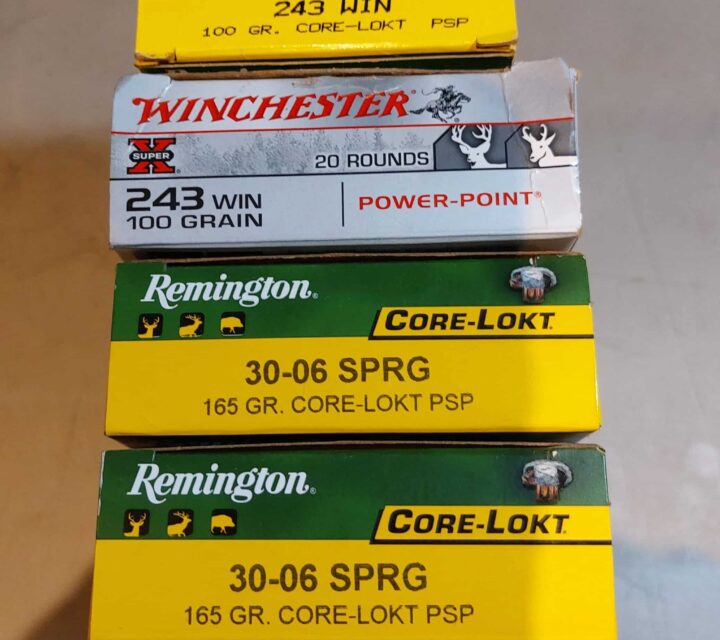 243 WIN
100 GR. CORE-LOKT PSP
WINCHESTER
SUPER X
20 ROUNDS
243 WIN
100 GRAIN
POWER-POINT®
Remington®
CORE-LOKT
30-06 SPRG
165 GR. CORE-LOKT PSP
Remington®
CORE-LOKT
30-06 SPRG
165 GR. CORE-LOKT PSP